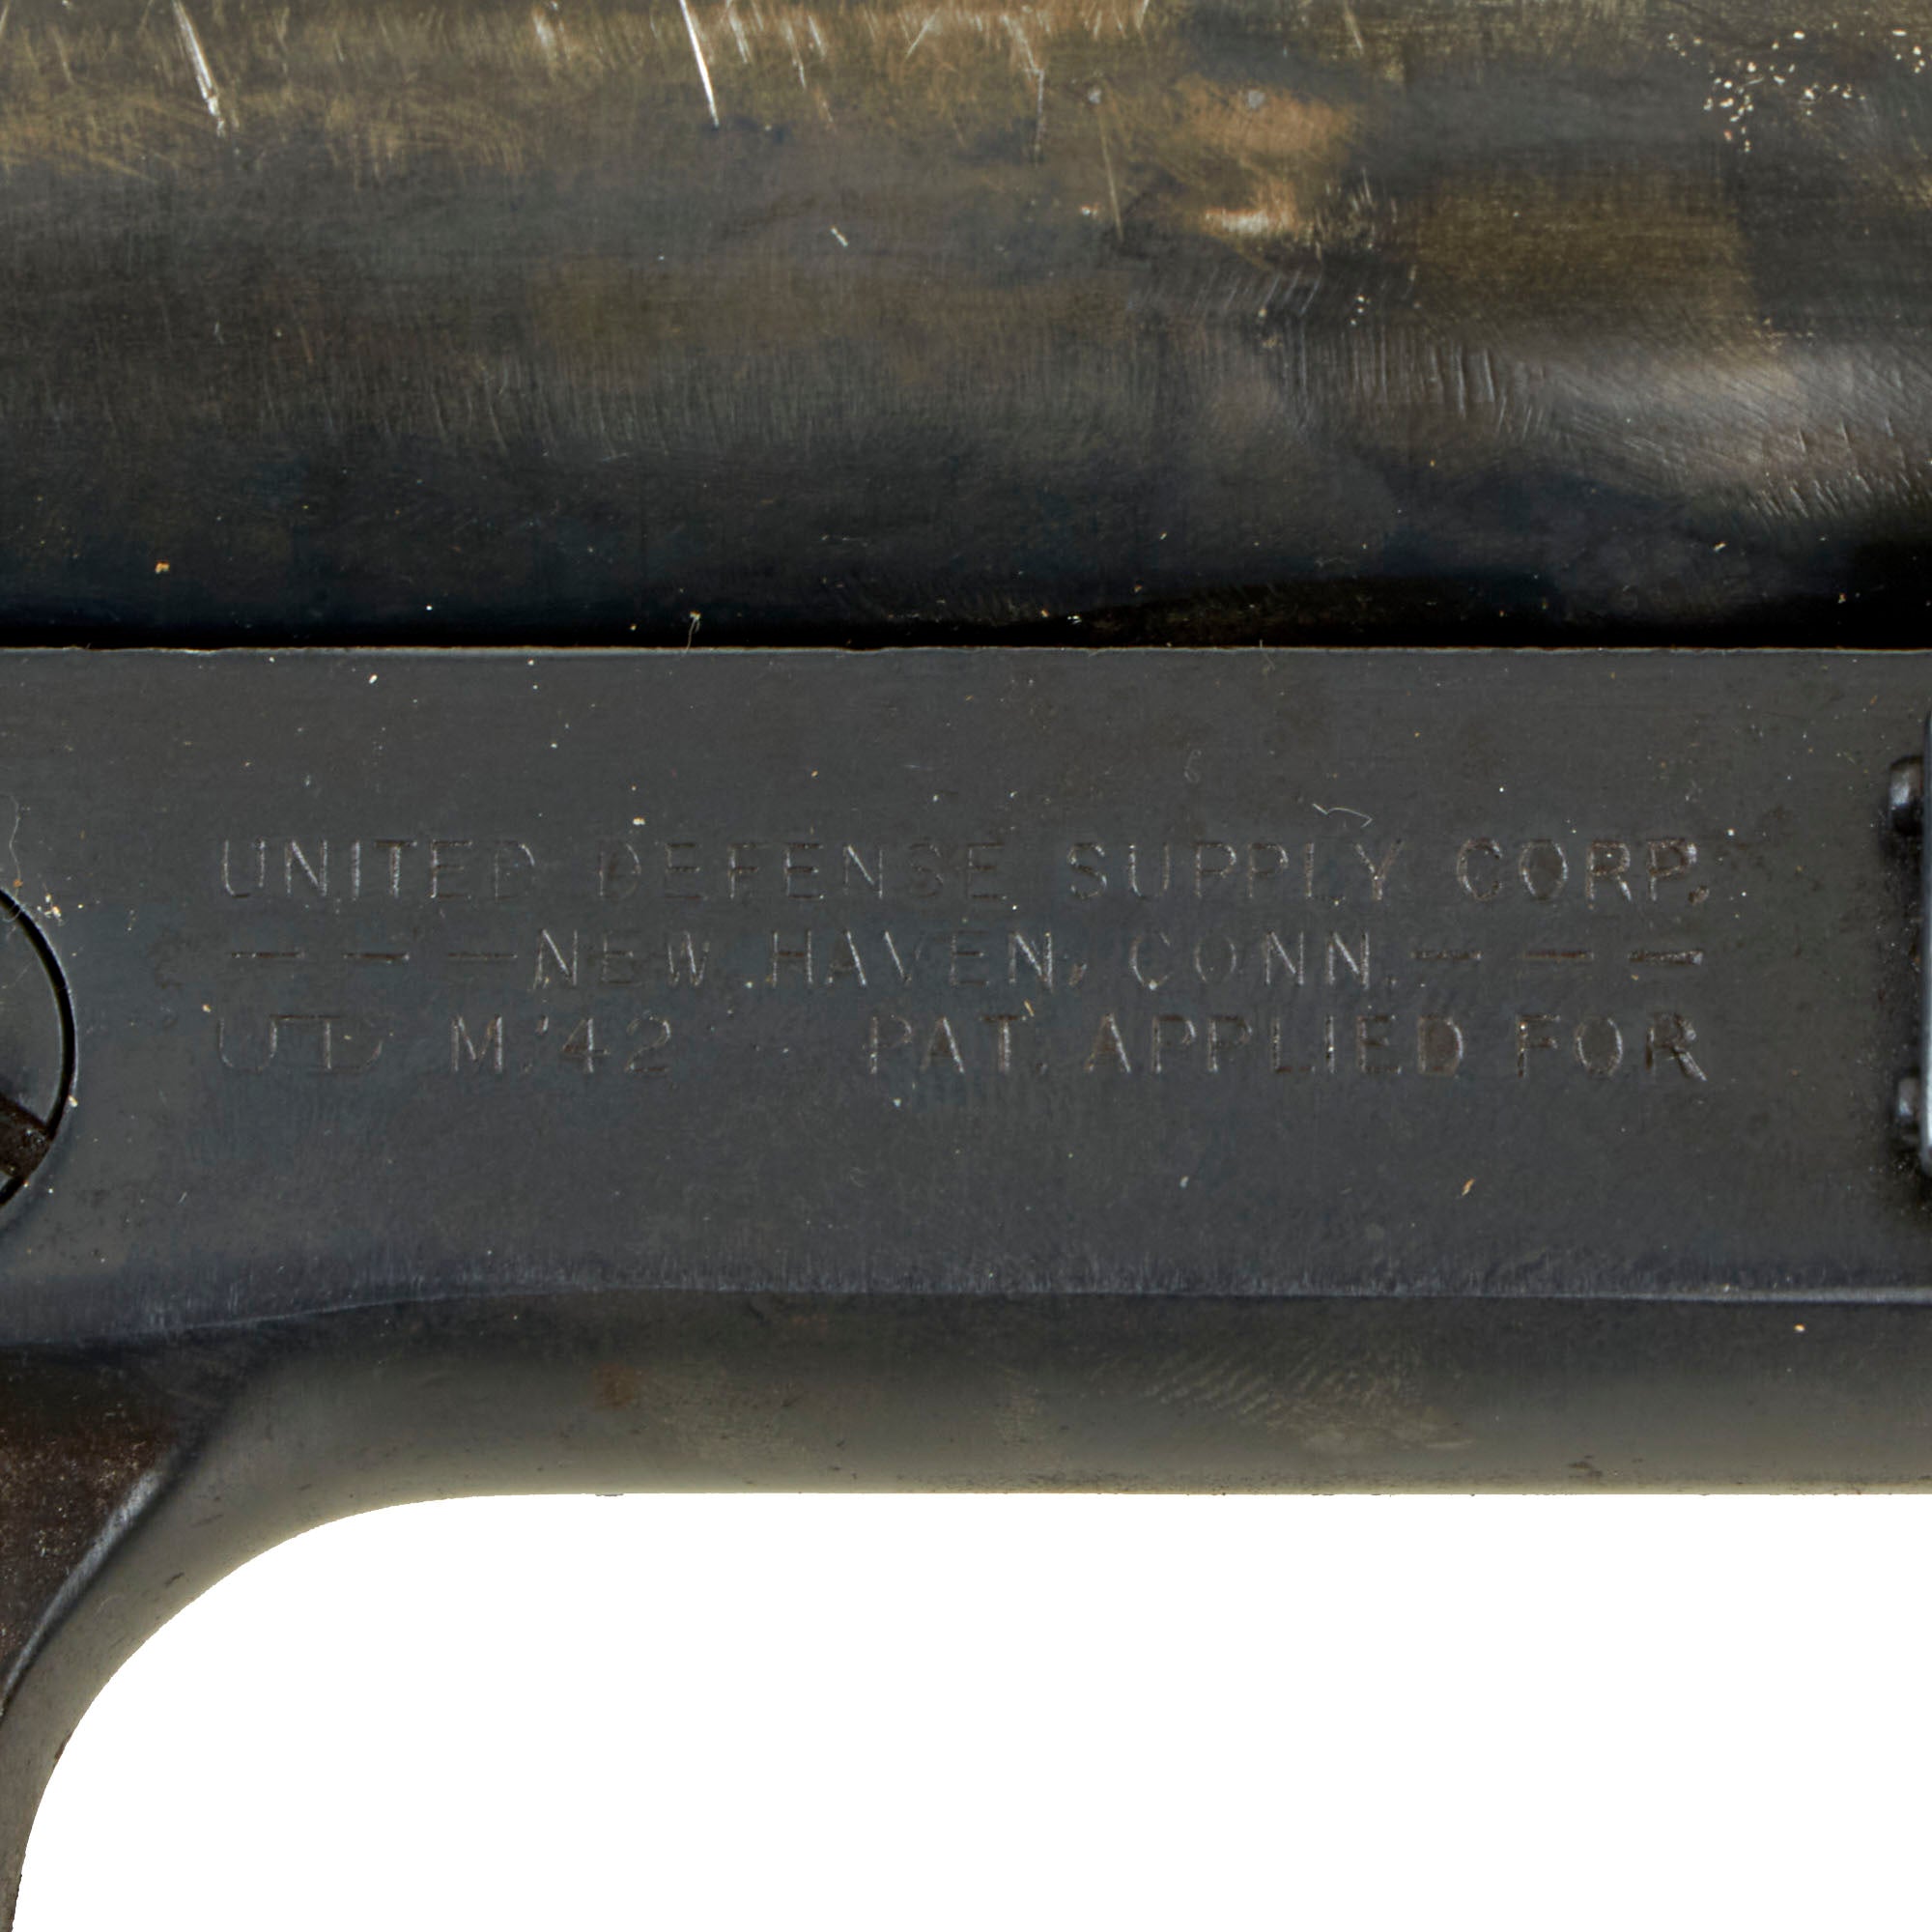 UNITED DEFENSE SUPPLY CORP.
— — — NEW HAVEN, CONN. — — —
UD M.'42 PAT. APPLIED FOR